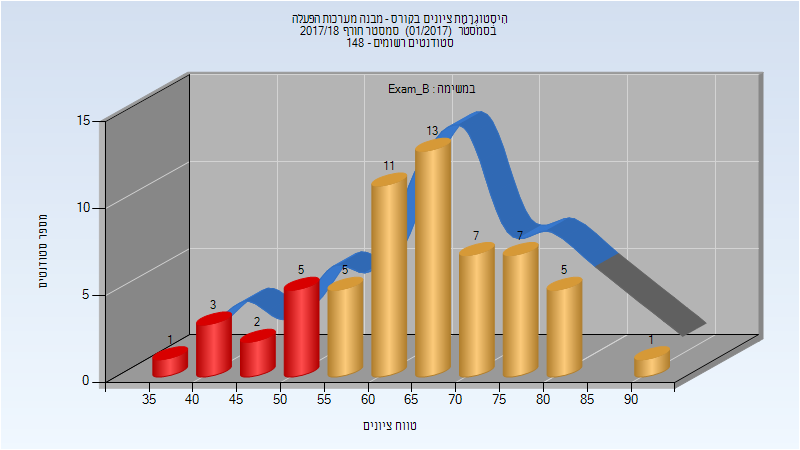 היסטוגרמת ציונים בקורס - מבנה מערכות הפעלה
בסמסטר (01/2017) סמסטר חורף 2017/18
סטודנטים רשומים - 148
במשימה : Exam_B
מספר סטודנטים
15
10
5
0
1
3
2
5
5
11
13
7
7
5
1
35 40 45 50 55 60 65 70 75 80 85 90
טווח ציונים